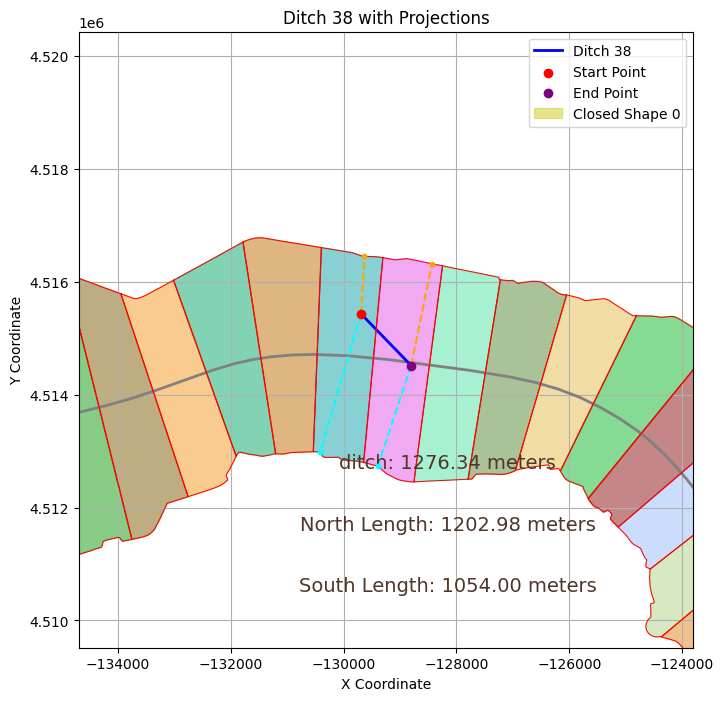 Ditch 38 with Projections
1e6
Ditch 38
Start Point
End Point
Closed Shape 0
4.520
4.518
4.516
4.514
4.512
4.510
Y Coordinate
ditch: 1276.34 meters
North Length: 1202.98 meters
South Length: 1054.00 meters
−134000 −132000 −130000 −128000 −126000 −124000
X Coordinate